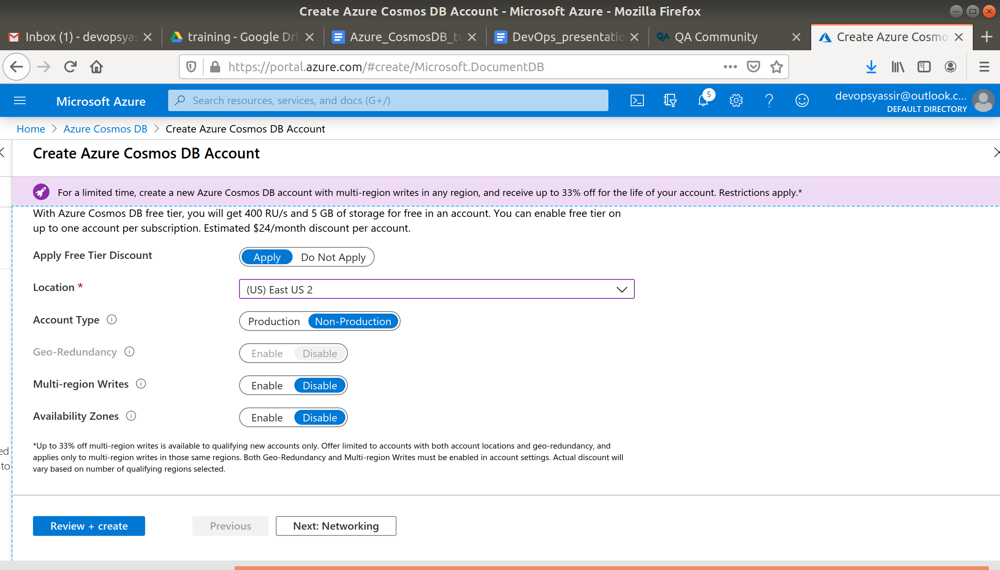 Create Azure Cosmos DB Account - Microsoft Azure - Mozilla Firefox
Inbox (1) - devopsyas
training - Google Dri
Azure_CosmosDB_tu
DevOps_presentatio
QA Community
Create Azure Cosmo
https://portal.azure.com/#create/Microsoft.DocumentDB
Microsoft Azure
Search resources, services, and docs (G+/)
5
devopsyassir@outlook.c...
DEFAULT DIRECTORY
Home > Azure Cosmos DB > Create Azure Cosmos DB Account
Create Azure Cosmos DB Account
For a limited time, create a new Azure Cosmos DB account with multi-region writes in any region, and receive up to 33% off for the life of your account. Restrictions apply.*
With Azure Cosmos DB free tier, you will get 400 RU/s and 5 GB of storage for free in an account. You can enable free tier on
up to one account per subscription. Estimated $24/month discount per account.
Apply Free Tier Discount
Apply Do Not Apply
Location *
(US) East US 2
Account Type
Production Non-Production
Geo-Redundancy
Enable Disable
Multi-region Writes
Enable Disable
Availability Zones
Enable Disable
*Up to 33% off multi-region writes is available to qualifying new accounts only. Offer limited to accounts with both account locations and geo-redundancy, and
applies only to multi-region writes in those same regions. Both Geo-Redundancy and Multi-region Writes must be enabled in account settings. Actual discount will
vary based on number of qualifying regions selected.
ed
to
Review + create
Previous
Next: Networking